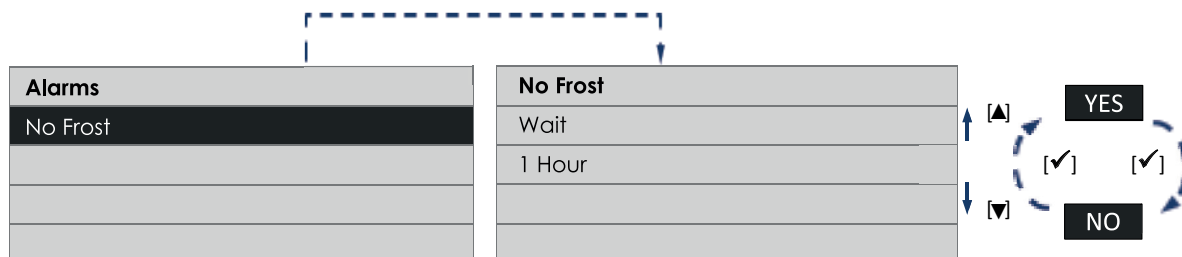 Alarms
No Frost
No Frost
Wait
1 Hour
[▲]
[▼]
YES
[✓] [✓]
NO